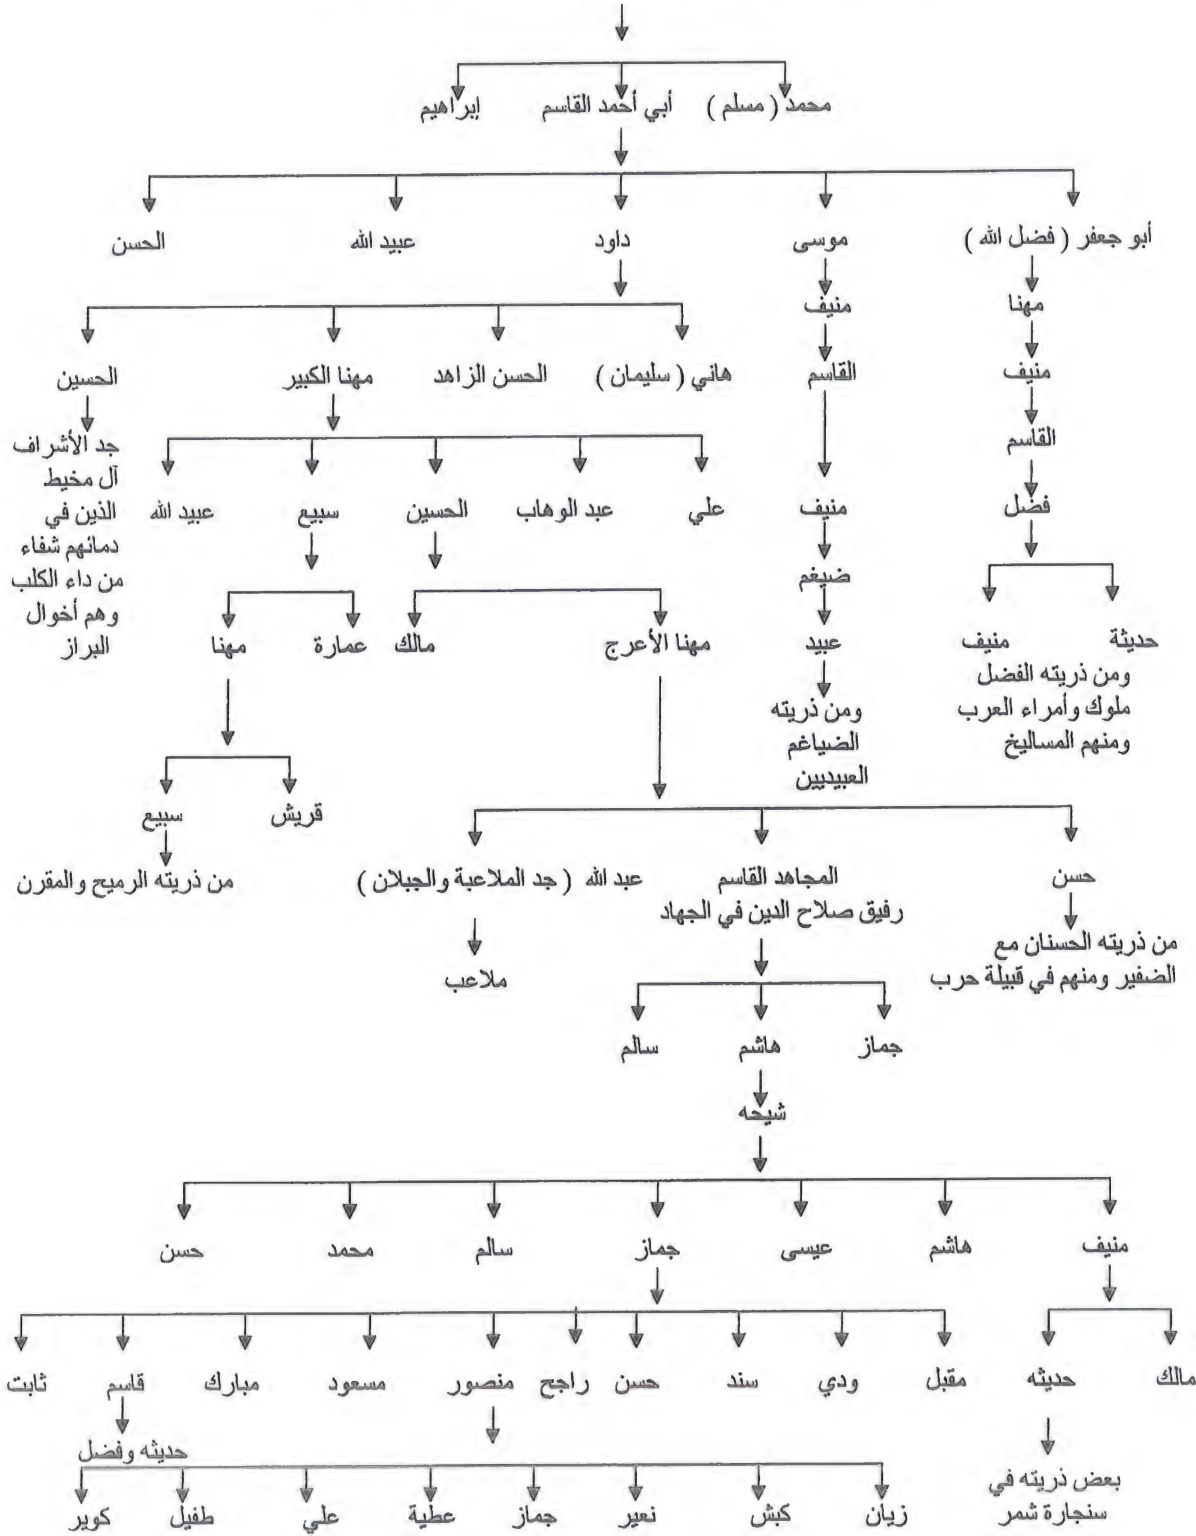 محمد ( مسلم ) أبي أحمد القاسم إبراهيم
أبو جعفر ( فضل الله ) موسى داود عبيد الله الحسن
مهنا منيف
هاني ( سليمان ) الحسن الزاهد مهنا الكبير الحسين
منيف القاسم
القاسم
جد الأشراف
آل مخيط
الذين في
دمائهم شفاء
من داء الكلب
وهم أخوال
البراز
فضل منيف علي عبد الوهاب الحسين سبيع عبيد الله
ضيغم
حديثة منيف عبيد مهنا الأعرج مالك عمارة مهنا
ومن ذريته الفضل
ملوك وأمراء العرب
ومنهم المساليخ
ومن ذريته
الضياغم
العبيديين
قريش سبيع
من ذريته الرميح والمقرن
حسن المجاهد القاسم عبد الله ( جد الملاعبة والجبلان )
رفيق صلاح الدين في الجهاد
من ذريته الحسنان مع
الضفير ومنهم في قبيلة حرب
ملاعب
جماز هاشم سالم
شيحه
منيف هاشم عيسى جماز سالم محمد حسن
مالك حديثه مقبل ودي سند حسن راجح منصور مسعود مبارك قاسم ثابت
حديثه وفضل
بعض ذريته في
سنجارة شمر
زيان كبش نعير جماز عطية علي طفيل كوير